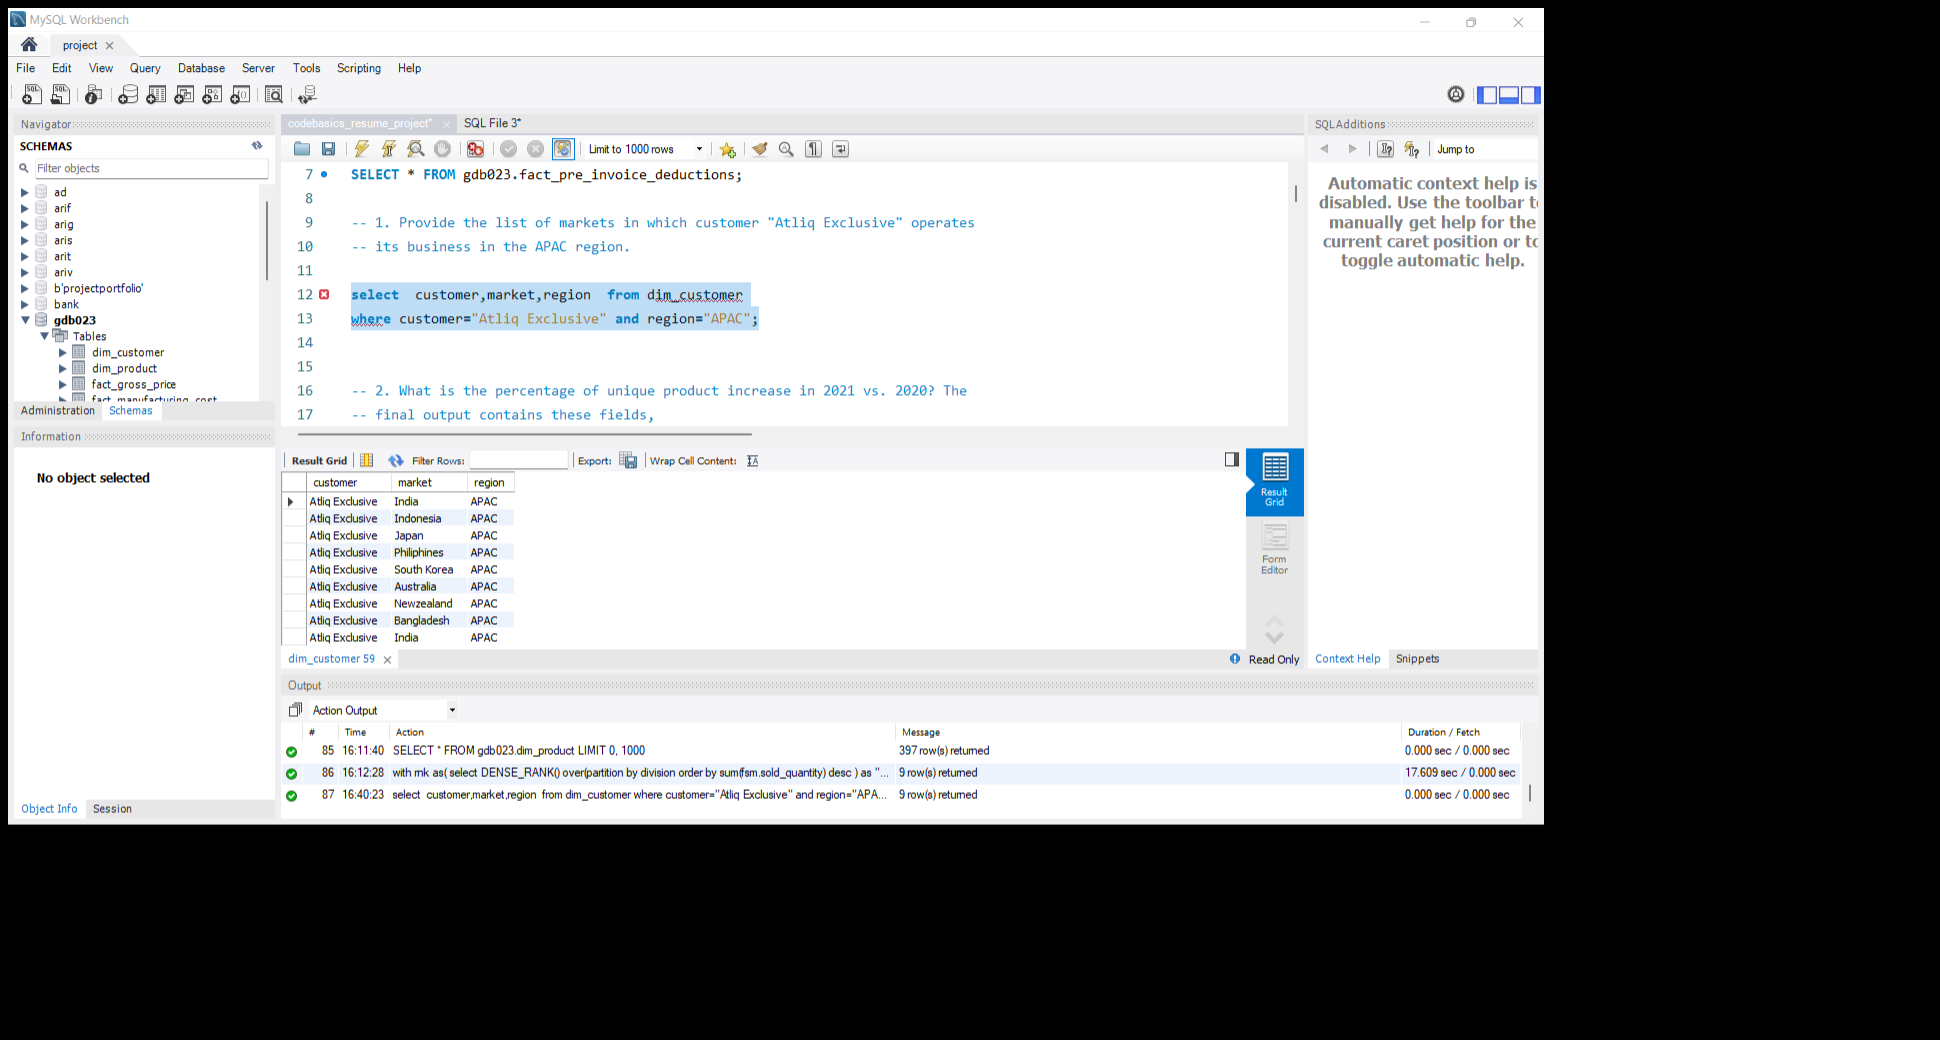 MySQL Workbench
project
File Edit View Query Database Server Tools Scripting Help
Navigator
SCHEMAS
Filter objects
ad
arif
arig
aris
arit
ariv
b'projectportfolio'
bank
gdb023
Tables
dim_customer
dim_product
fact_gross_price
fact_manufacturing_cost
Administration Schemas
Information
No object selected
Object Info Session
codebasics_resume_project* SQL File 3*
Limit to 1000 rows
7 SELECT * FROM gdb023.fact_pre_invoice_deductions;
8
9 -- 1. Provide the list of markets in which customer "Atliq Exclusive" operates
10 -- its business in the APAC region.
11
12 select  customer,market,region  from dim_customer
13 where customer="Atliq Exclusive" and region="APAC";
14
15
16 -- 2. What is the percentage of unique product increase in 2021 vs. 2020? The
17 -- final output contains these fields,
Result Grid Filter Rows: Export: Wrap Cell Content:
customer market region
Atliq Exclusive India APAC
Atliq Exclusive Indonesia APAC
Atliq Exclusive Japan APAC
Atliq Exclusive Philiphines APAC
Atliq Exclusive South Korea APAC
Atliq Exclusive Australia APAC
Atliq Exclusive Newzealand APAC
Atliq Exclusive Bangladesh APAC
Atliq Exclusive India APAC
Result
Grid
Form
Editor
dim_customer 59
Read Only
SQLAdditions
Jump to
Automatic context help is
disabled. Use the toolbar
manually get help for the
current caret position or
toggle automatic help.
Context Help Snippets
Output
Action Output
# Time Action Message Duration / Fetch
85 16:11:40 SELECT * FROM gdb023.dim_product LIMIT 0, 1000 397 row(s) returned 0.000 sec / 0.000 sec
86 16:12:28 with rnk as( select DENSE_RANK() over(partition by division order by sum(fsm.sold_quantity) desc ) as "... 9 row(s) returned 17.609 sec / 0.000 sec
87 16:40:23 select  customer,market,region  from dim_customer where customer="Atliq Exclusive" and region="APA... 9 row(s) returned 0.000 sec / 0.000 sec